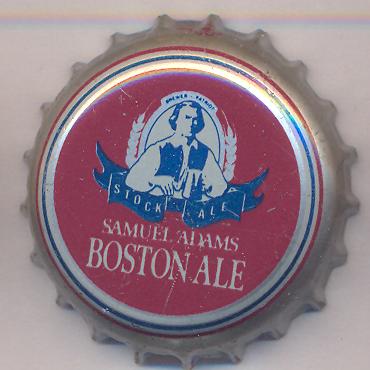 BREWER · PATRIOT
STOCK ALE
SAMUEL ADAMS
BOSTON ALE